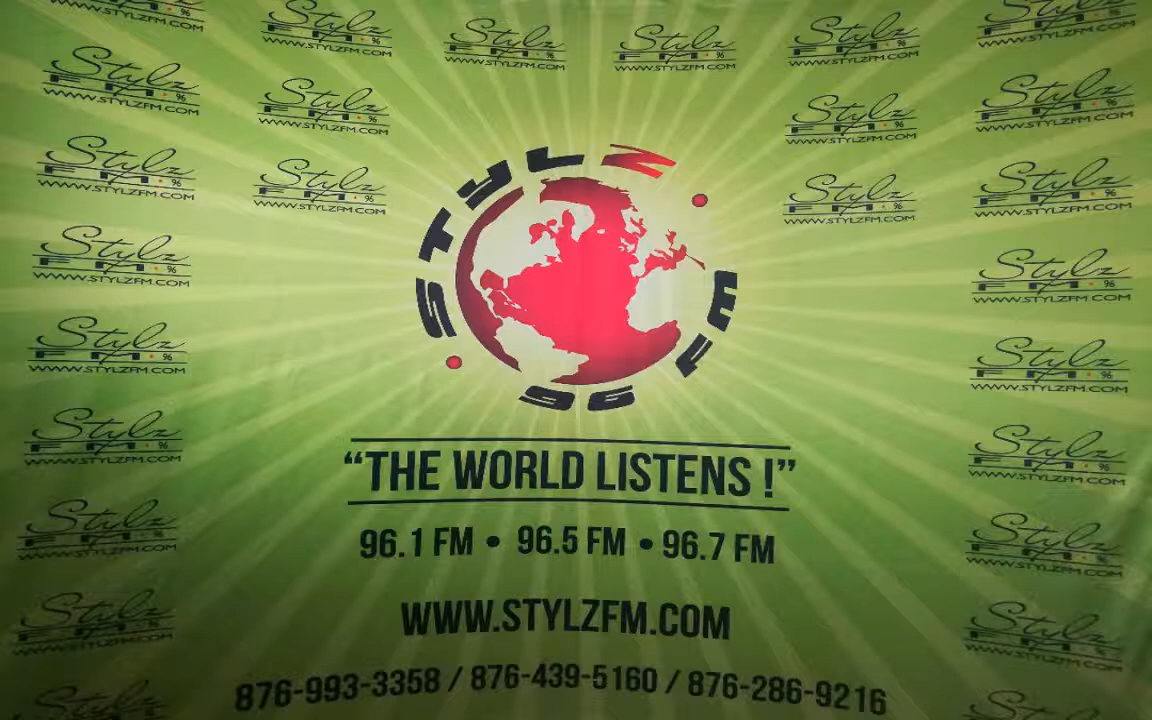 Stylz
96
WWW.STYLZFM.COM
STYLZ
96
FM
“THE WORLD LISTENS !”
96.1 FM • 96.5 FM • 96.7 FM
WWW.STYLZFM.COM
876-993-3358 / 876-439-5160 / 876-286-9216